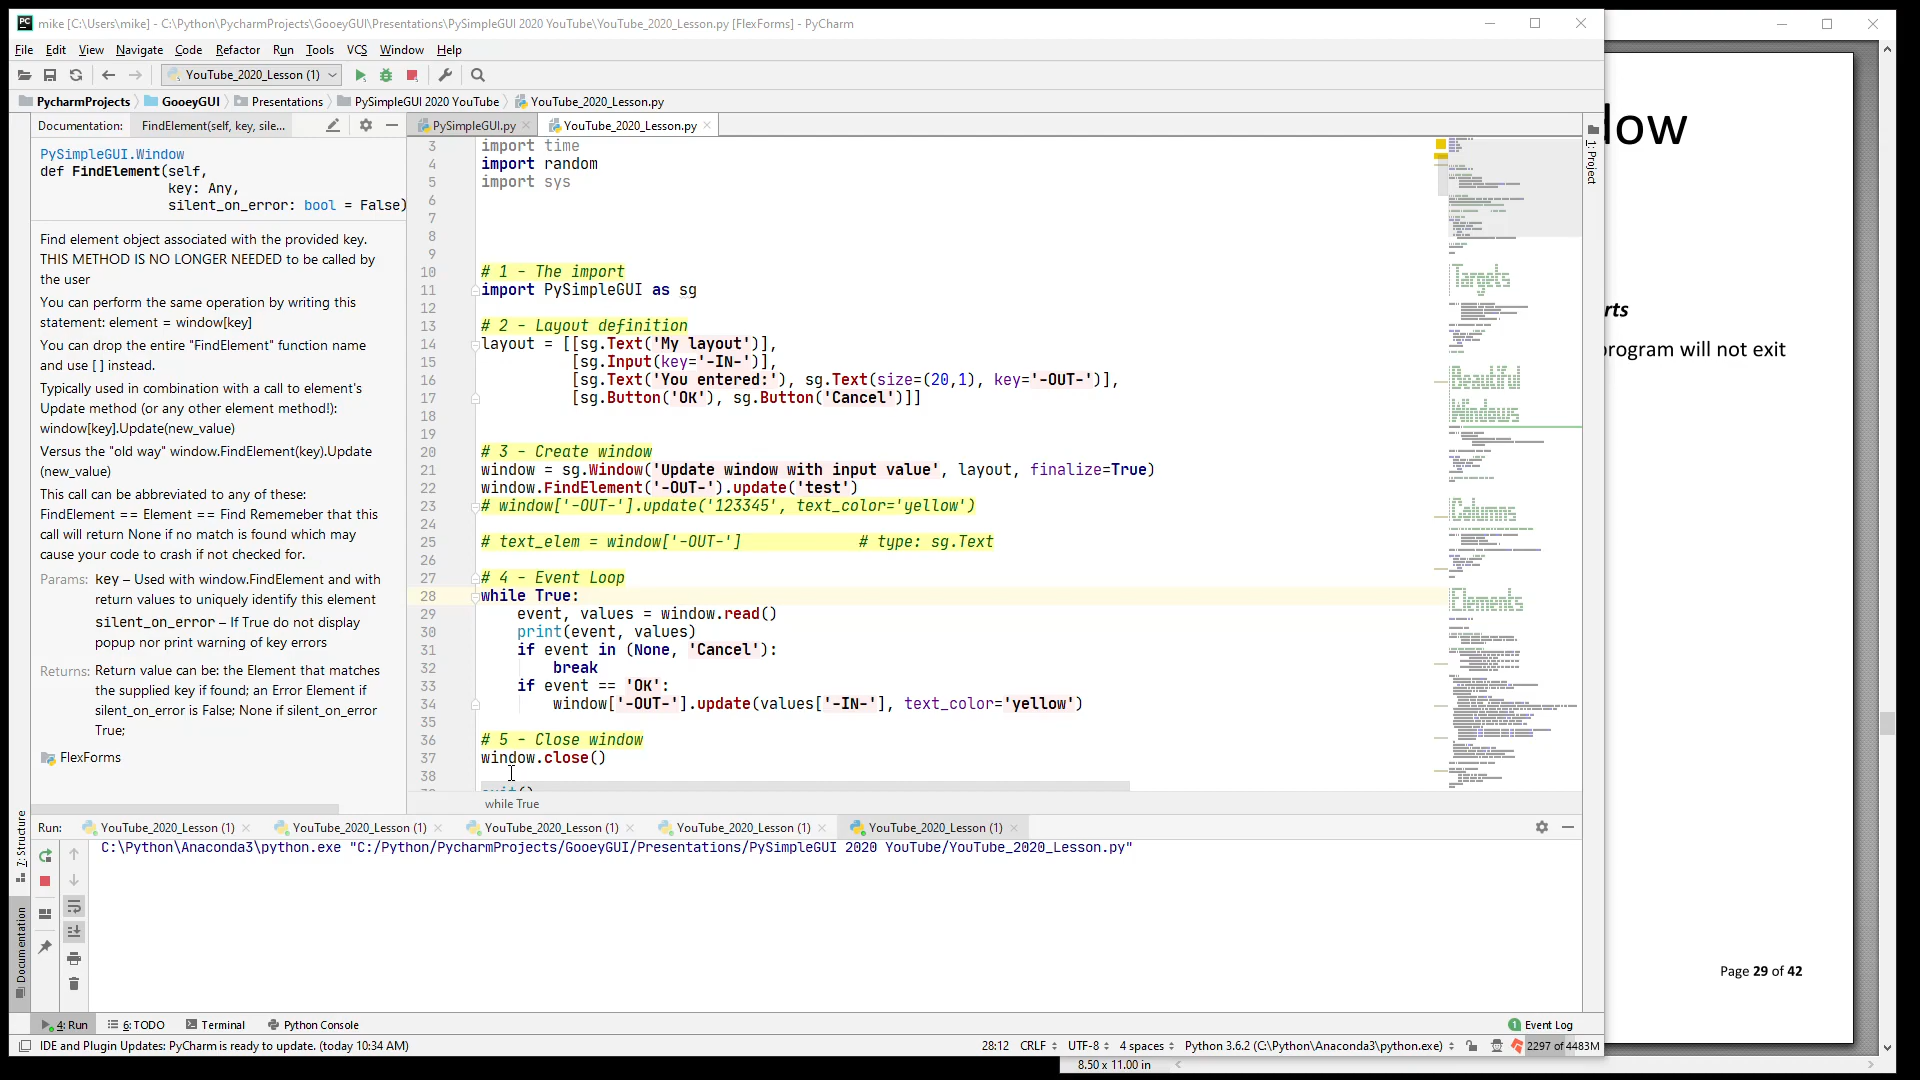 mike [C:\Users\mike] - C:\Python\PycharmProjects\GooeyGUI\Presentations\PySimpleGUI 2020 YouTube\YouTube_2020_Lesson.py [FlexForms] - PyCharm
File Edit View Navigate Code Refactor Run Tools VCS Window Help
YouTube_2020_Lesson (1)
PycharmProjects GooeyGUI Presentations PySimpleGUI 2020 YouTube YouTube_2020_Lesson.py
Documentation: FindElement(self, key, sile...
PySimpleGUI.Window
def FindElement(self,
key: Any,
silent_on_error: bool = False)
Find element object associated with the provided key.
THIS METHOD IS NO LONGER NEEDED to be called by
the user
You can perform the same operation by writing this
statement: element = window[key]
You can drop the entire "FindElement" function name
and use [ ] instead.
Typically used in combination with a call to element's
Update method (or any other element method!):
window[key].Update(new_value)
Versus the "old way" window.FindElement(key).Update
(new_value)
This call can be abbreviated to any of these:
FindElement == Element == Find Rememeber that this
call will return None if no match is found which may
cause your code to crash if not checked for.
Params: key – Used with window.FindElement and with
return values to uniquely identify this element
silent_on_error – If True do not display
popup nor print warning of key errors
Returns: Return value can be: the Element that matches
the supplied key if found; an Error Element if
silent_on_error is False; None if silent_on_error
True;
FlexForms
PySimpleGUI.py YouTube_2020_Lesson.py
3 import time
4 import random
5 import sys
6
7
8
9
10 # 1 - The import
11 import PySimpleGUI as sg
12
13 # 2 - Layout definition
14 layout = [[sg.Text('My layout')],
15 [sg.Input(key='-IN-')],
16 [sg.Text('You entered:'), sg.Text(size=(20,1), key='-OUT-')],
17 [sg.Button('OK'), sg.Button('Cancel')]]
18
19
20 # 3 - Create window
21 window = sg.Window('Update window with input value', layout, finalize=True)
22 window.FindElement('-OUT-').update('test')
23 # window['-OUT-'].update('123345', text_color='yellow')
24
25 # text_elem = window['-OUT-'] # type: sg.Text
26
27 # 4 - Event Loop
28 while True:
29 event, values = window.read()
30 print(event, values)
31 if event in (None, 'Cancel'):
32 break
33 if event == 'OK':
34 window['-OUT-'].update(values['-IN-'], text_color='yellow')
35
36 # 5 - Close window
37 window.close()
38
while True
Targets
Beautiful
Windows
Columns
Elements
1: Project
7: Structure
Documentation
Run: YouTube_2020_Lesson (1) YouTube_2020_Lesson (1) YouTube_2020_Lesson (1) YouTube_2020_Lesson (1) YouTube_2020_Lesson (1)
C:\Python\Anaconda3\python.exe "C:/Python/PycharmProjects/GooeyGUI/Presentations/PySimpleGUI 2020 YouTube/YouTube_2020_Lesson.py"
4: Run 6: TODO Terminal Python Console 1 Event Log
IDE and Plugin Updates: PyCharm is ready to update. (today 10:34 AM) 28:12 CRLF UTF-8 4 spaces Python 3.6.2 (C:\Python\Anaconda3\python.exe) 2297 of 4483M
dow
rts
program will not exit
Page 29 of 42
8.50 x 11.00 in